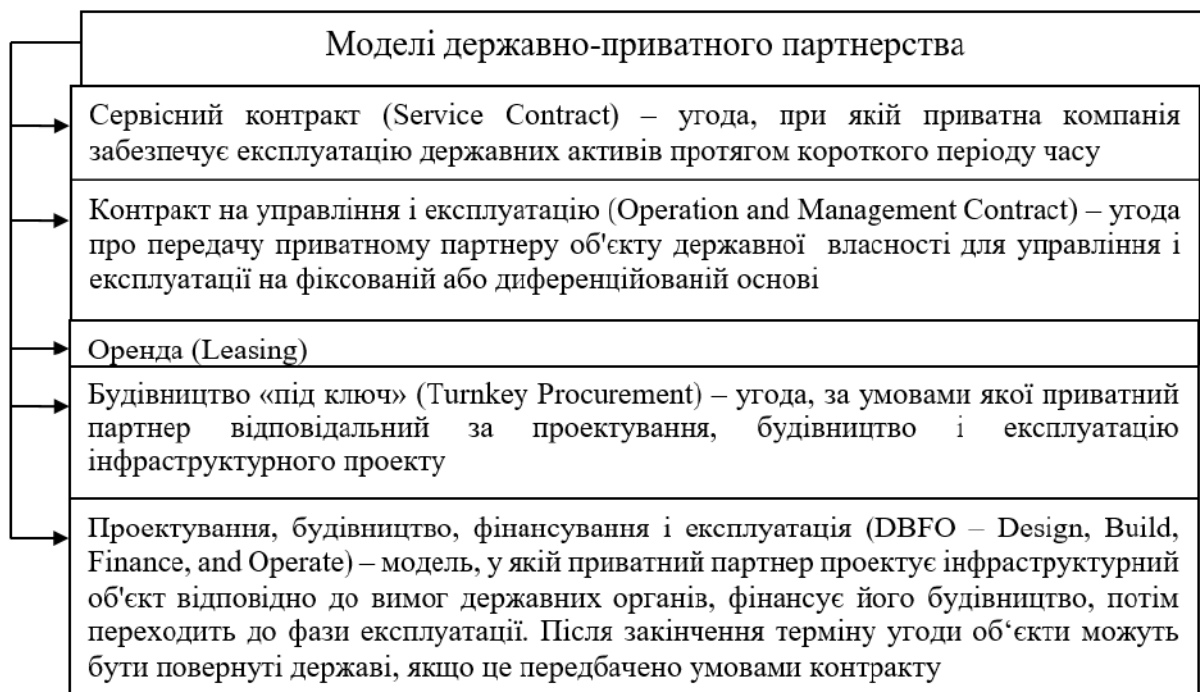 Моделі державно-приватного партнерства
Сервісний контракт (Service Contract) – угода, при якій приватна компанія
забезпечує експлуатацію державних активів протягом короткого періоду часу
Контракт на управління і експлуатацію (Operation and Management Contract) – угода
про передачу приватному партнеру об'єкту державної власності для управління і
експлуатації на фіксованій або диференційованій основі
Оренда (Leasing)
Будівництво «під ключ» (Turnkey Procurement) – угода, за умовами якої приватний
партнер відповідальний за проектування, будівництво і експлуатацію
інфраструктурного проекту
Проектування, будівництво, фінансування і експлуатація (DBFO – Design, Build,
Finance, and Operate) – модель, у якій приватний партнер проектує інфраструктурний
об'єкт відповідно до вимог державних органів, фінансує його будівництво, потім
переходить до фази експлуатації. Після закінчення терміну угоди об‘єкти можуть
бути повернуті державі, якщо це передбачено умовами контракту